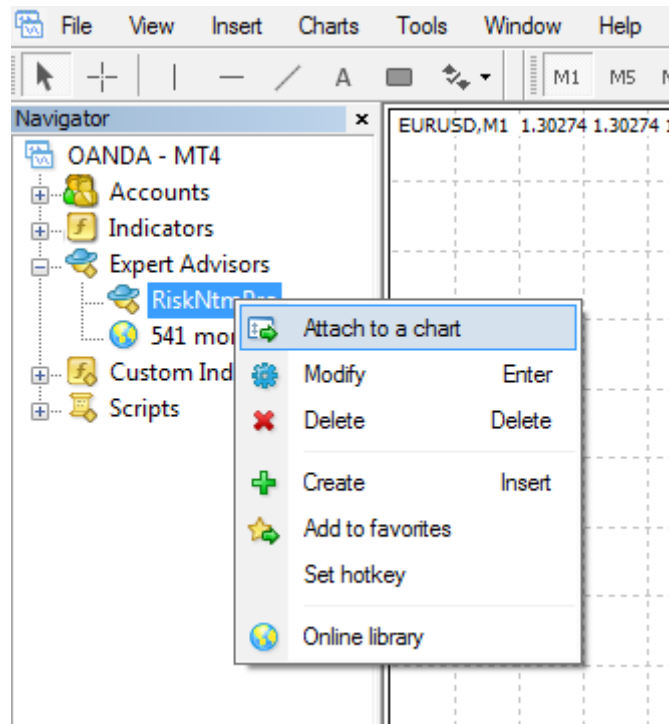 File View Insert Charts Tools Window Help
A M1 M5
Navigator x
EURUSD,M1 1.30274 1.30274
OANDA - MT4
Accounts
Indicators
Expert Advisors
541
Custom Ind
Scripts
Attach to a chart
Modify Enter
Delete Delete
Create Insert
Add to favorites
Set hotkey
Online library